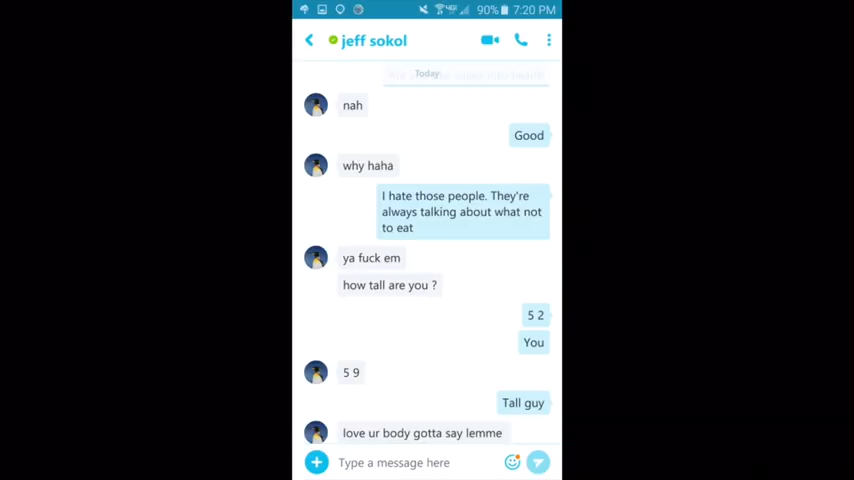 90% 7:20 PM
jeff sokol
Today
nah
Good
why haha
I hate those people. They're
always talking about what not
to eat
ya fuck em
how tall are you ?
5 2
You
5 9
Tall guy
love ur body gotta say lemme
Type a message here